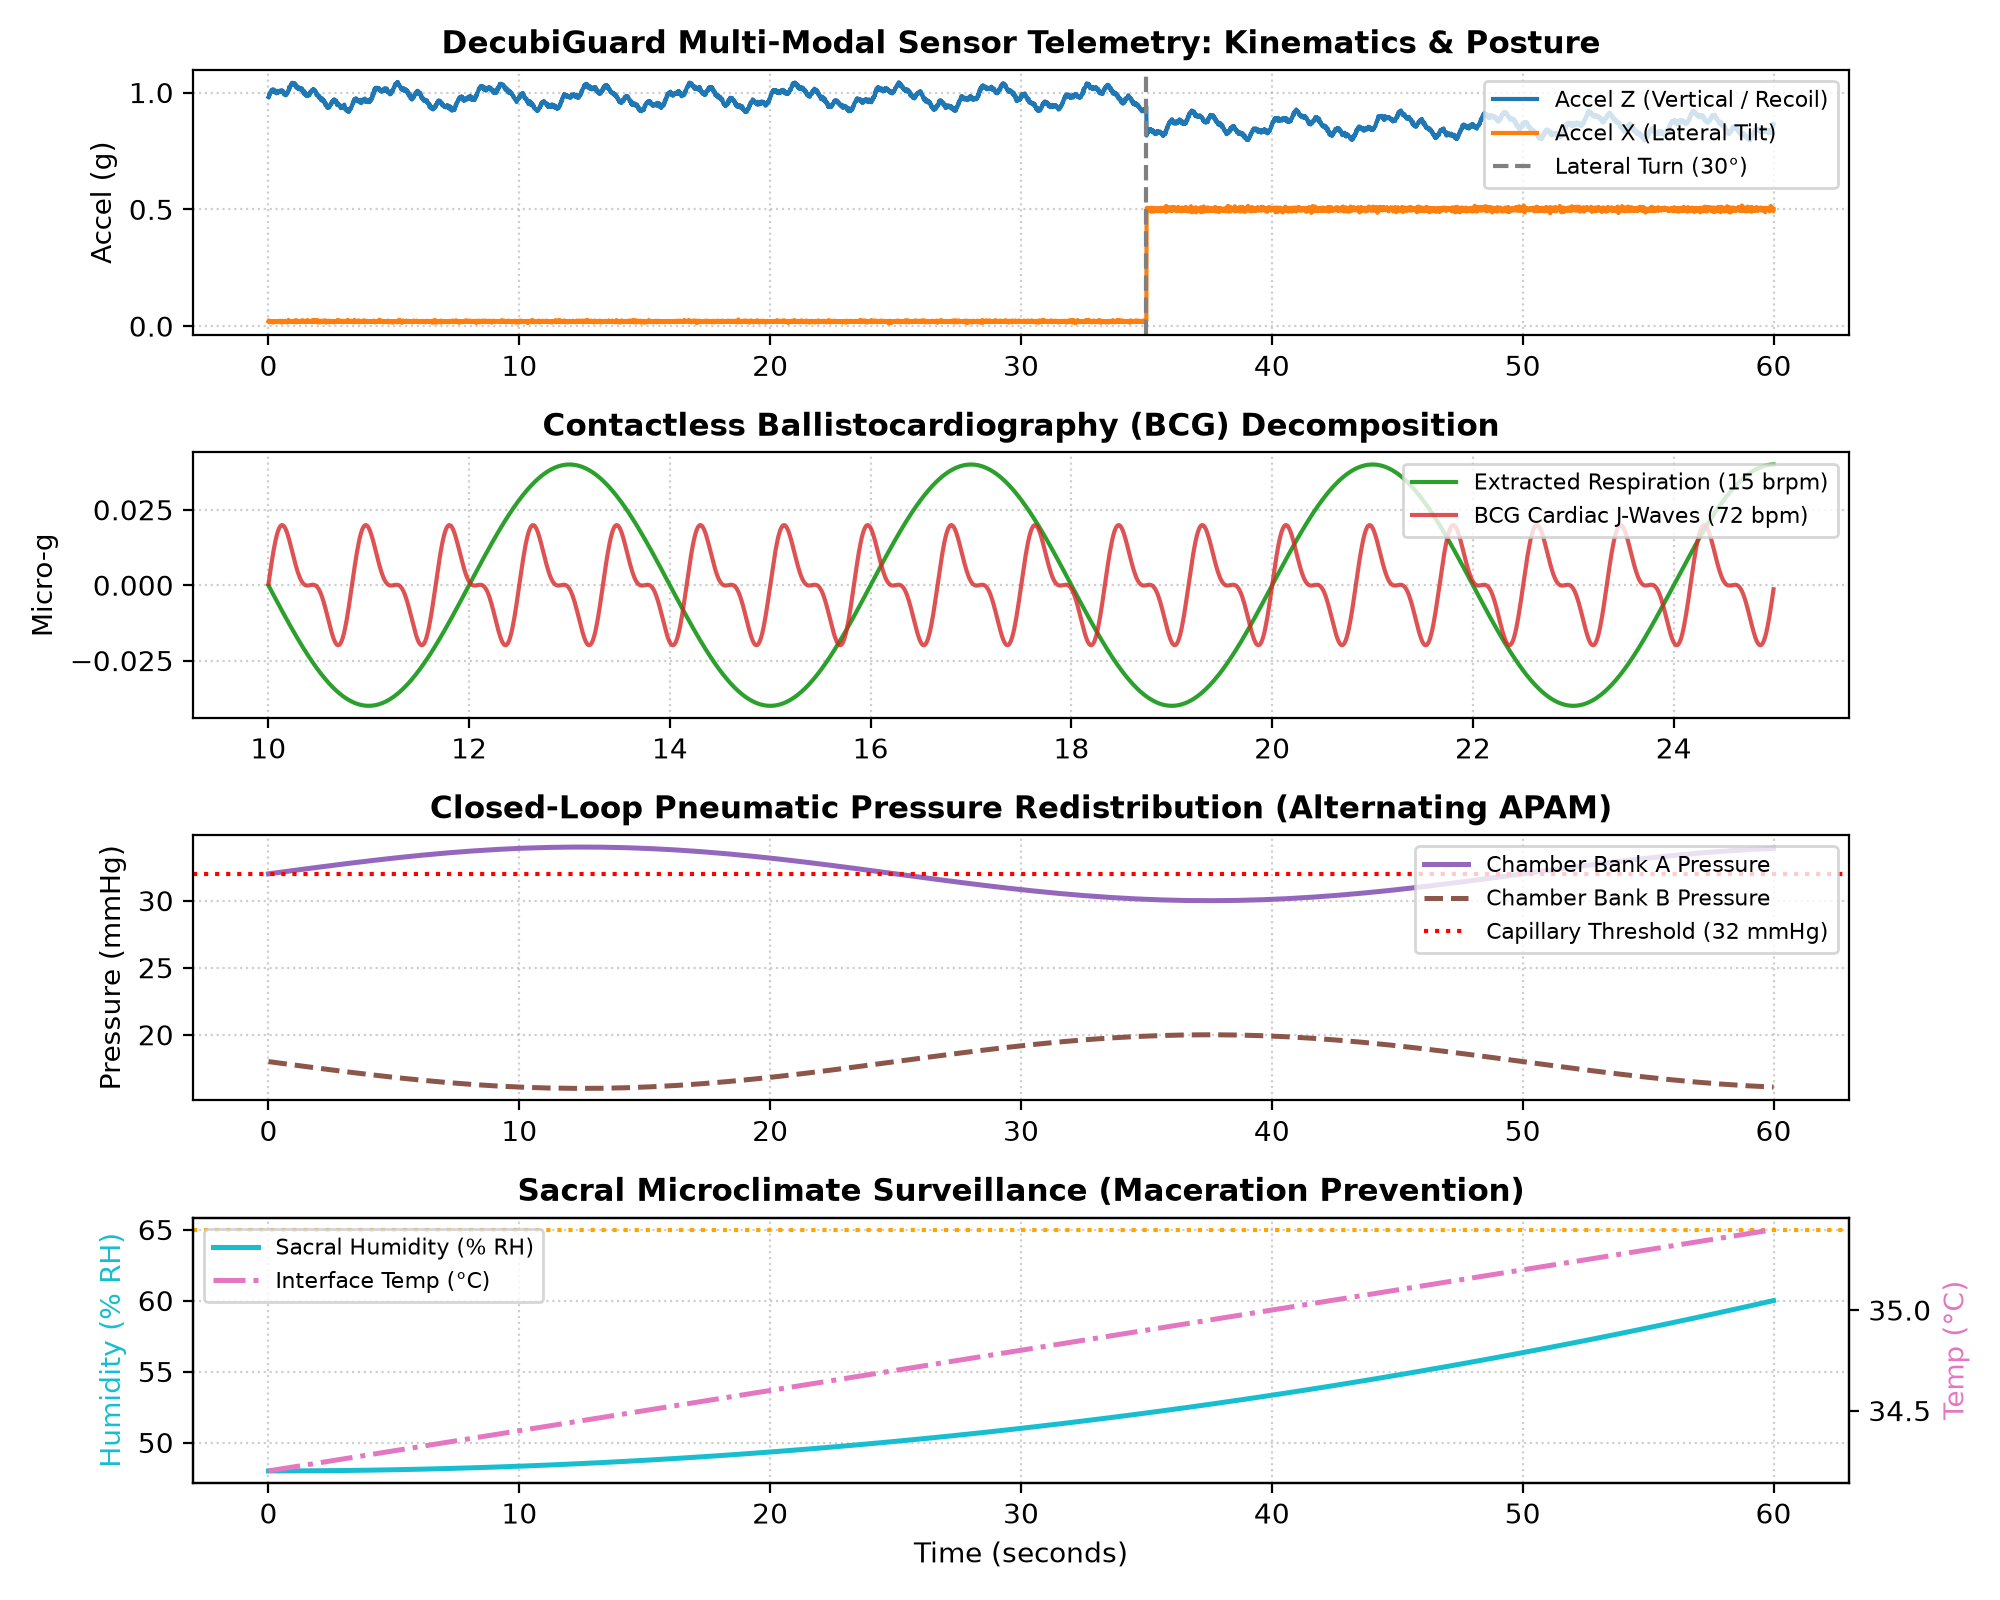 DecubiGuard Multi-Modal Sensor Telemetry: Kinematics & Posture
Accel (g)
1.0
0.5
0.0
Accel Z (Vertical / Recoil)
Accel X (Lateral Tilt)
Lateral Turn (30°)
0 10 20 30 40 50 60
Contactless Ballistocardiography (BCG) Decomposition
Micro-g
0.025
0.000
−0.025
Extracted Respiration (15 brpm)
BCG Cardiac J-Waves (72 bpm)
10 12 14 16 18 20 22 24
Closed-Loop Pneumatic Pressure Redistribution (Alternating APAM)
Pressure (mmHg)
30
25
20
Chamber Bank A Pressure
Chamber Bank B Pressure
Capillary Threshold (32 mmHg)
0 10 20 30 40 50 60
Sacral Microclimate Surveillance (Maceration Prevention)
Humidity (% RH)
65
60
55
50
Sacral Humidity (% RH)
Interface Temp (°C)
35.0
34.5
Temp (°C)
0 10 20 30 40 50 60
Time (seconds)